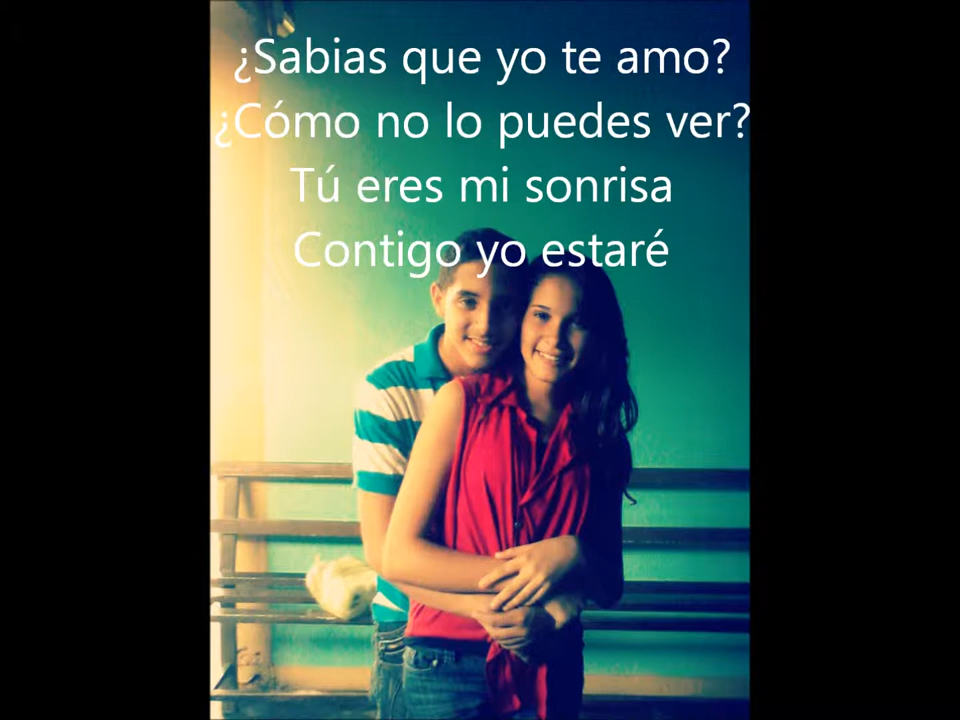 ¿Sabias que yo te amo?
¿Cómo no lo puedes ver?
Tú eres mi sonrisa
Contigo yo estaré